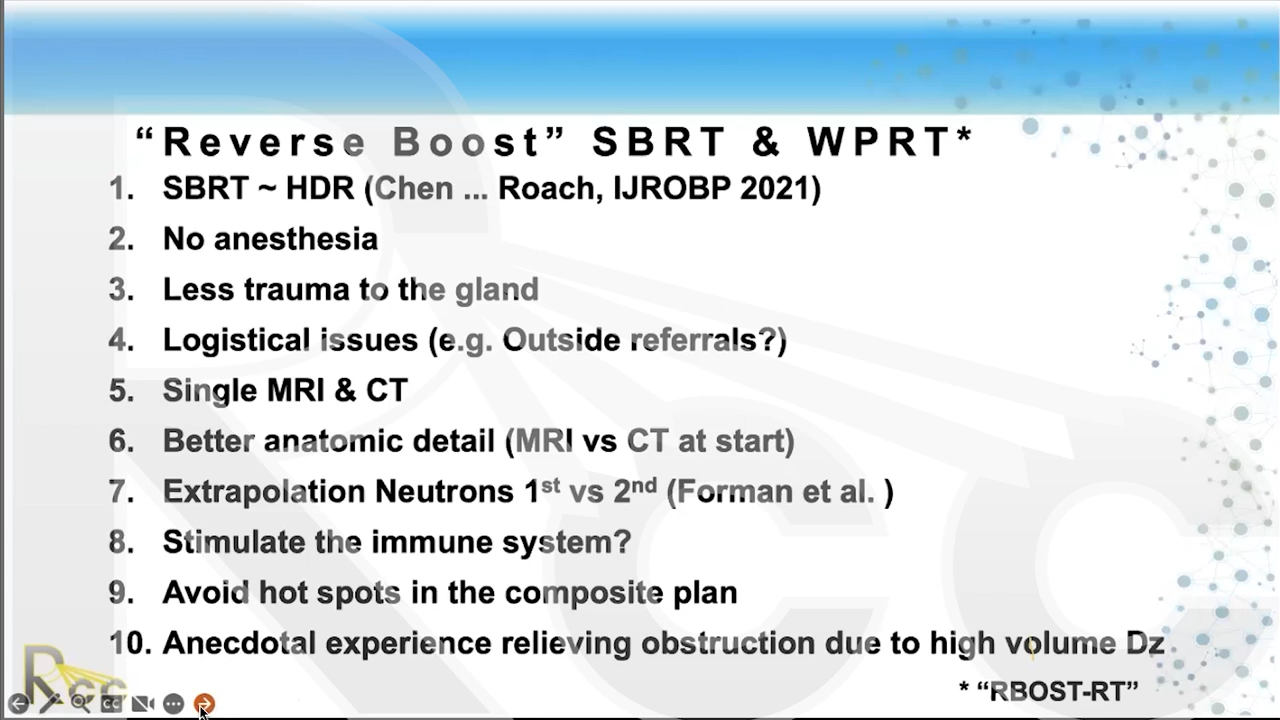 “Reverse Boost” SBRT & WPRT*
1. SBRT ~ HDR (Chen ... Roach, IJROBP 2021)
2. No anesthesia
3. Less trauma to the gland
4. Logistical issues (e.g. Outside referrals?)
5. Single MRI & CT
6. Better anatomic detail (MRI vs CT at start)
7. Extrapolation Neutrons 1st vs 2nd (Forman et al. )
8. Stimulate the immune system?
9. Avoid hot spots in the composite plan
10. Anecdotal experience relieving obstruction due to high volume Dz
* “RBOST-RT”
Rcc
CC